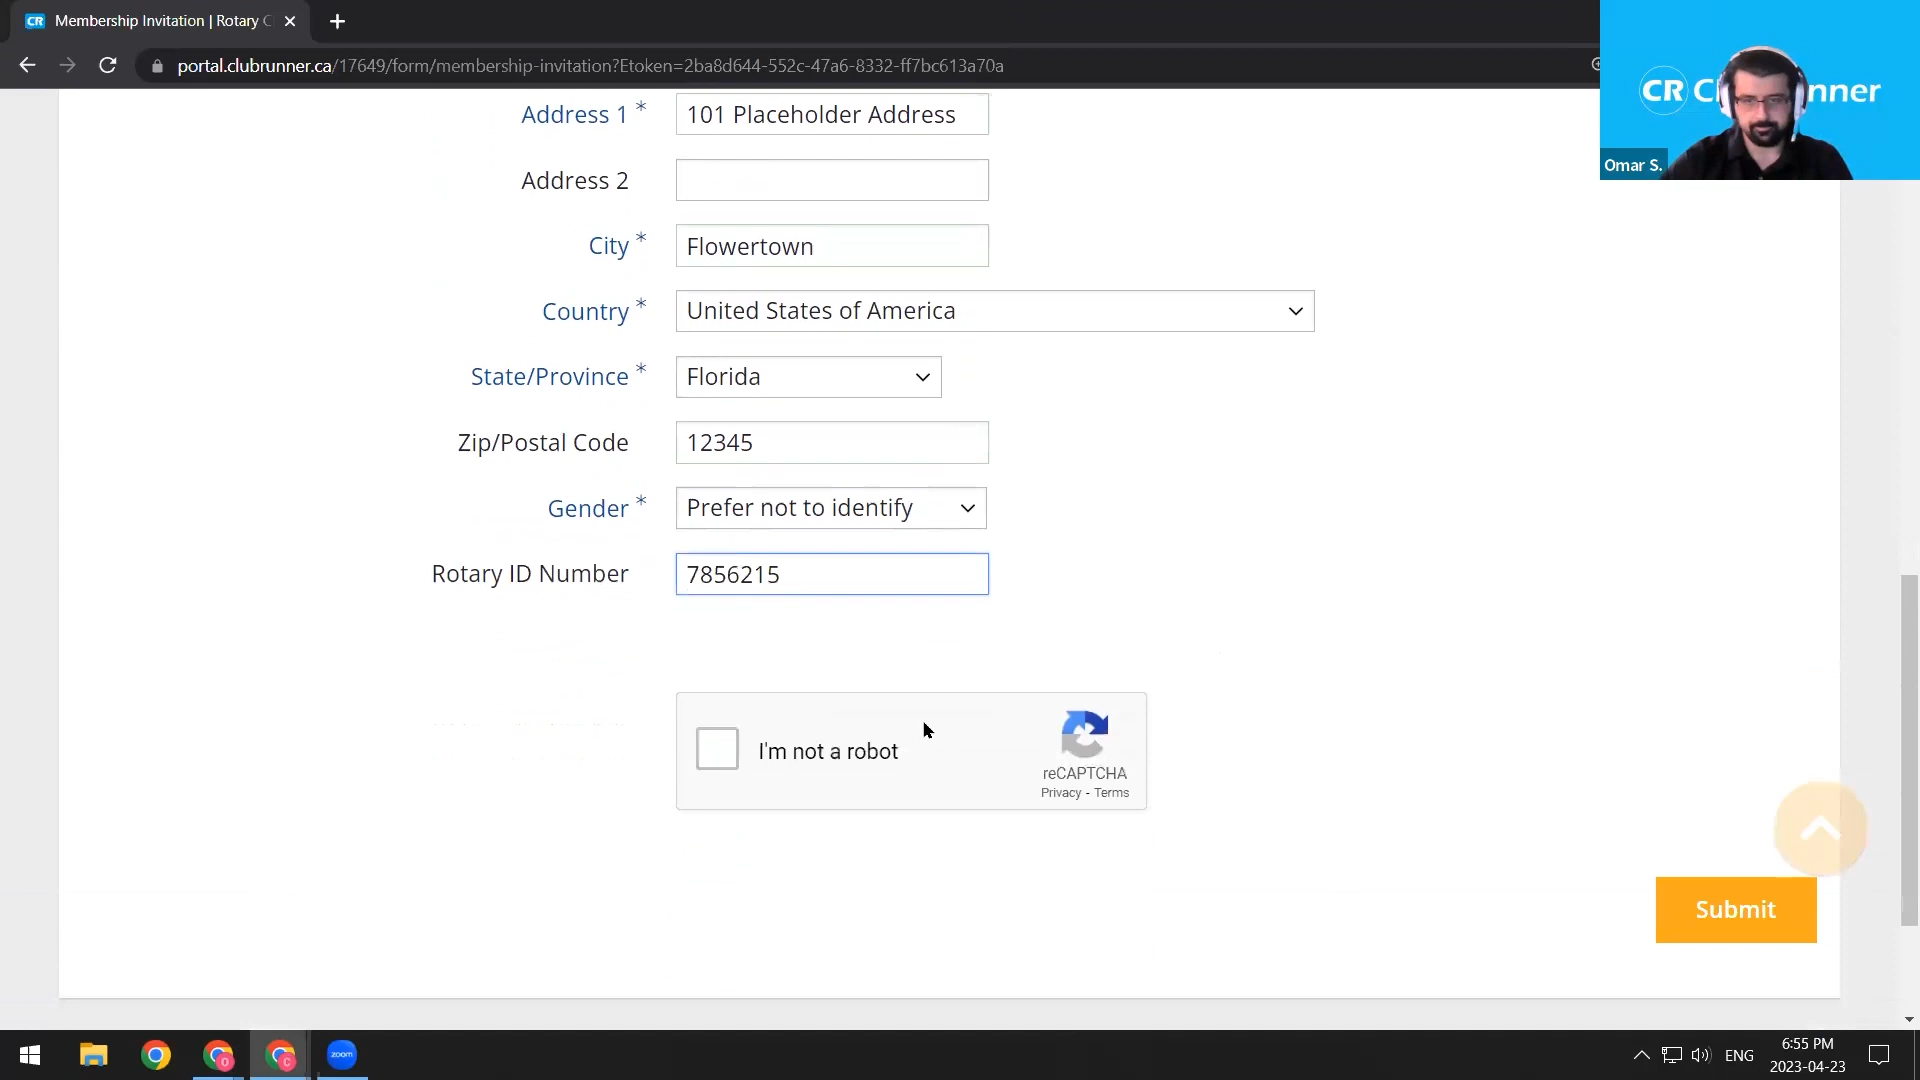 CR Membership Invitation | Rotary C
portal.clubrunner.ca/17649/form/membership-invitation?Etoken=2ba8d644-552c-47a6-8332-ff7bc613a70a
CR C nner
Omar S.
Address 1 * 101 Placeholder Address
Address 2
City * Flowertown
Country * United States of America
State/Province * Florida
Zip/Postal Code 12345
Gender * Prefer not to identify
Rotary ID Number 7856215
I'm not a robot
reCAPTCHA
Privacy - Terms
Submit
zoom
ENG
6:55 PM
2023-04-23